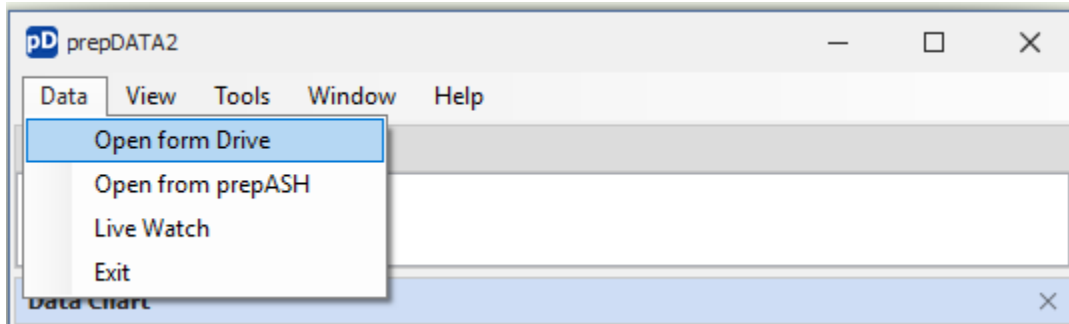 pD prepDATA2
Data View Tools Window Help
Open form Drive
Open from prepASH
Live Watch
Exit
Data Chart